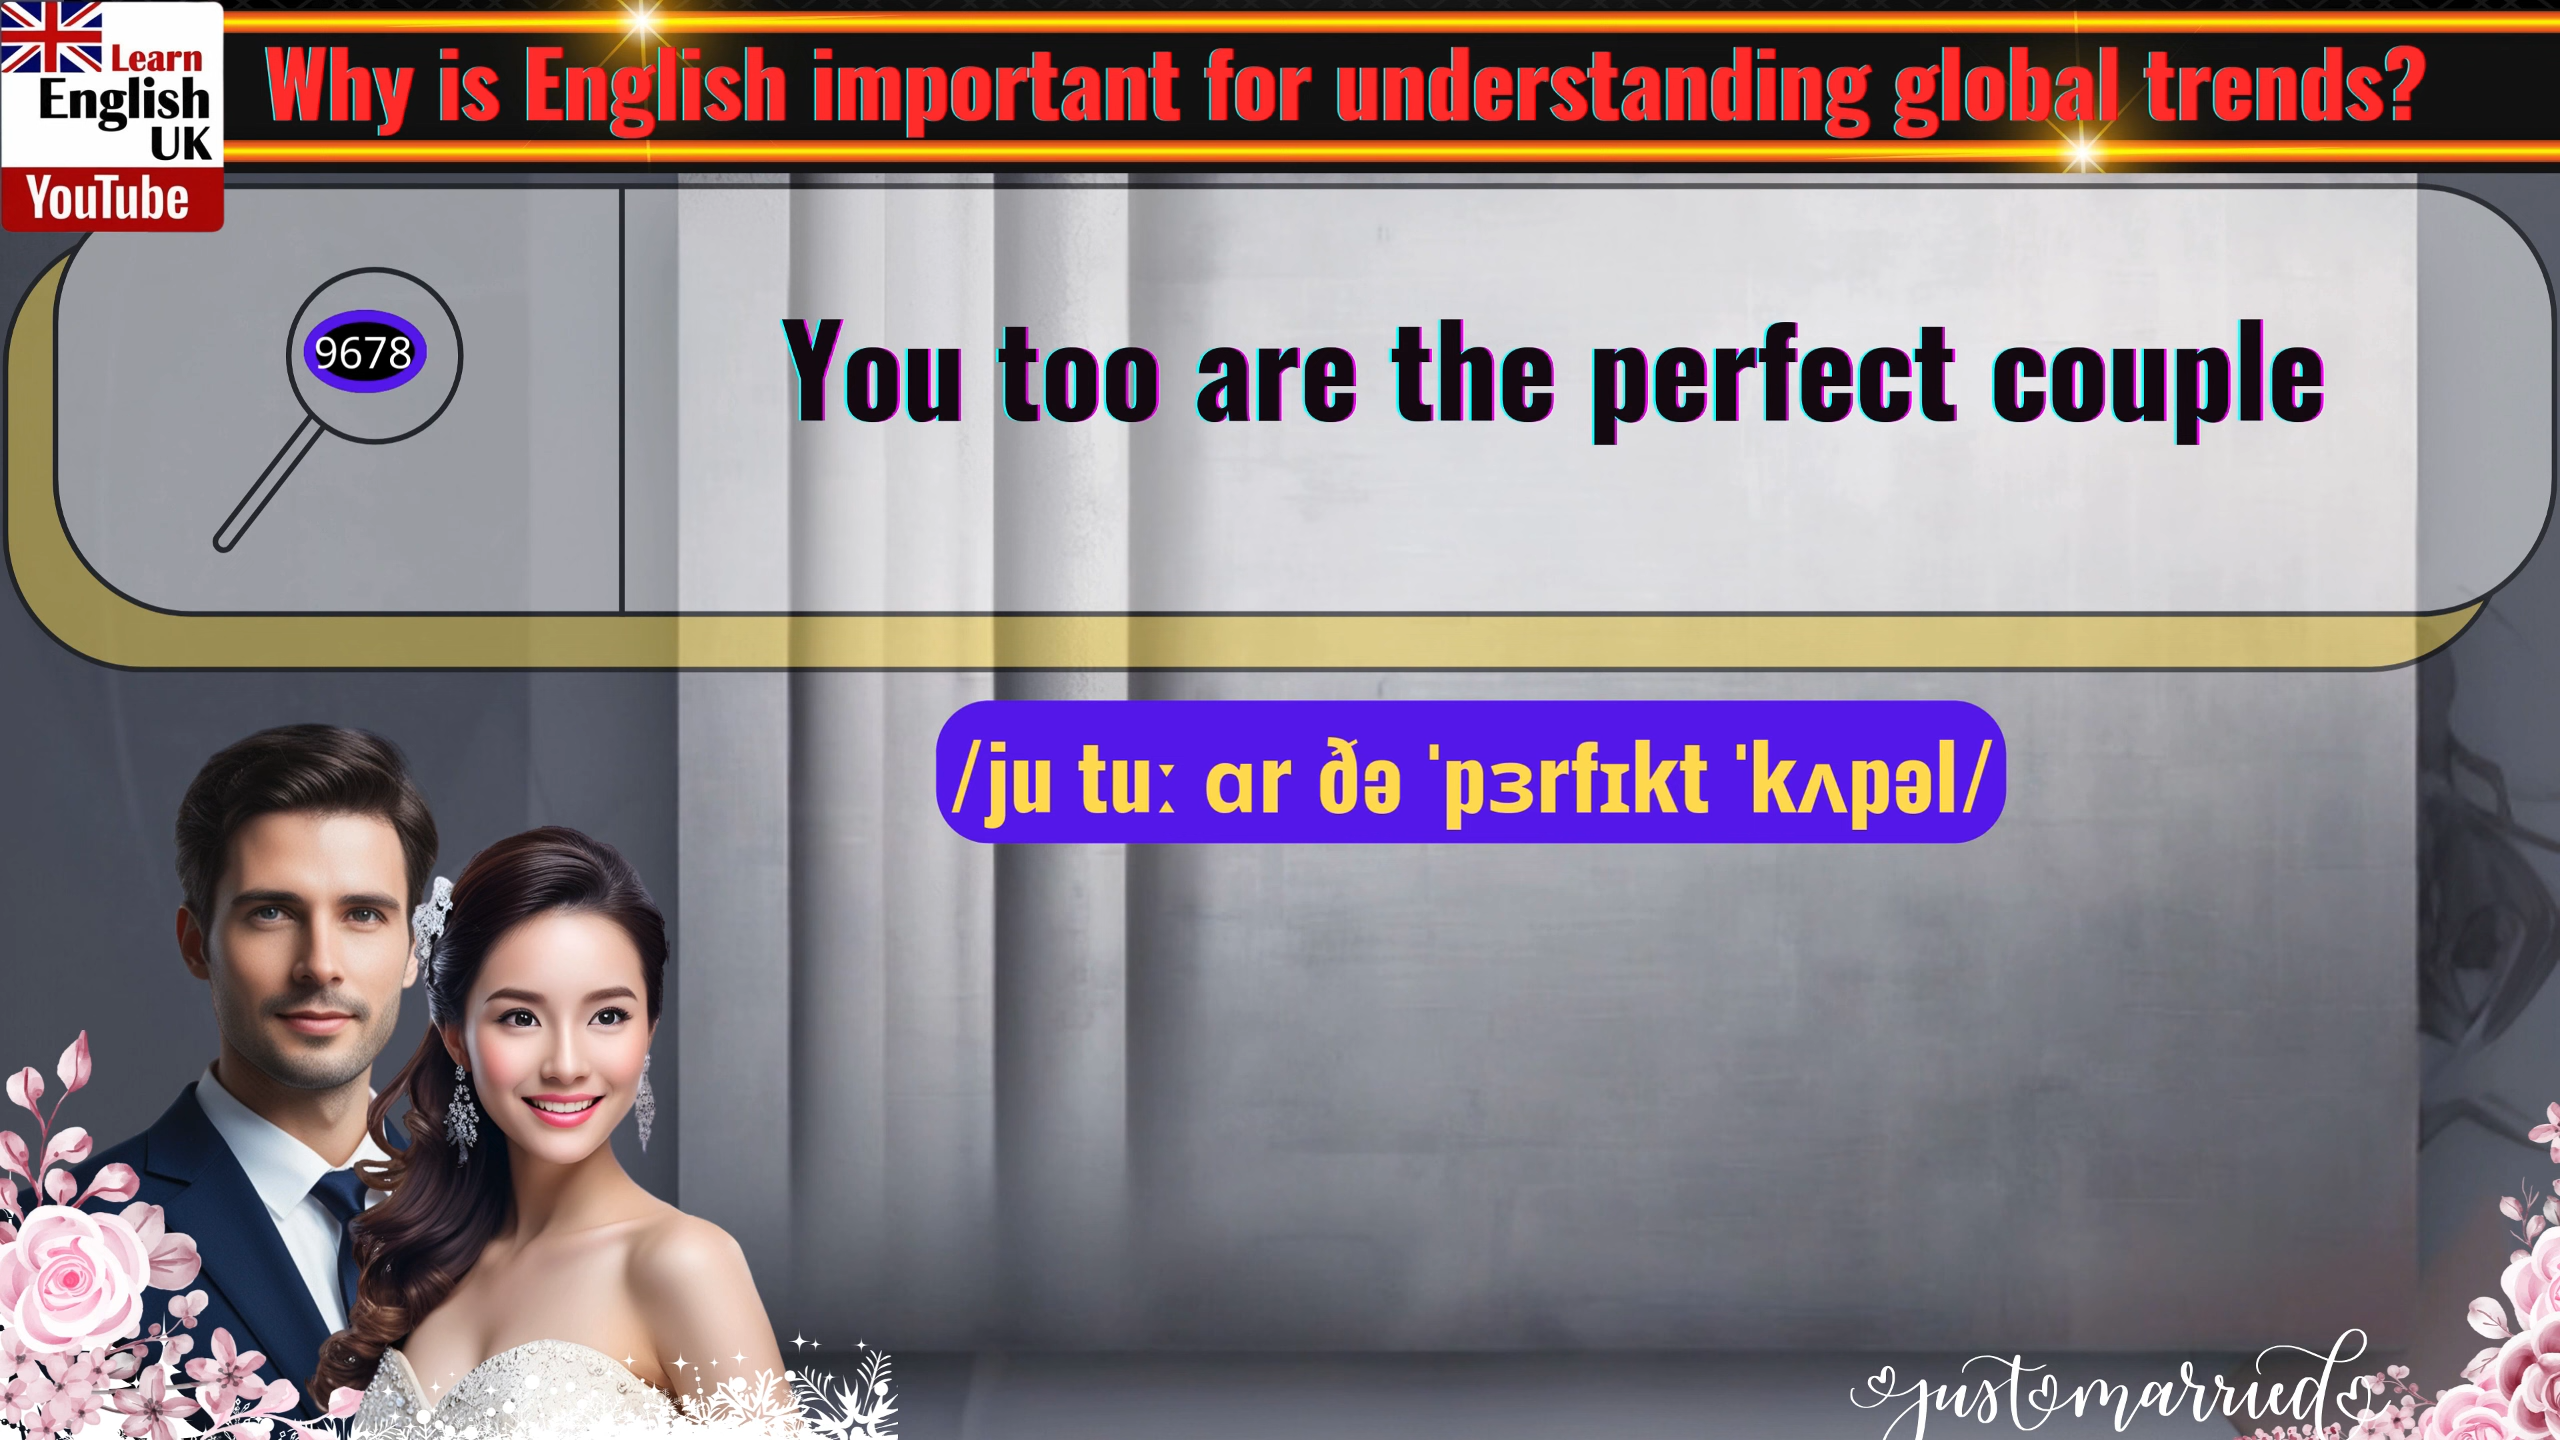 Learn
English
UK
YouTube
Why is English important for understanding global trends?
9678
You too are the perfect couple
/ju tuː ɑr ðə ˈpɜrfɪkt ˈkʌpəl/
just married